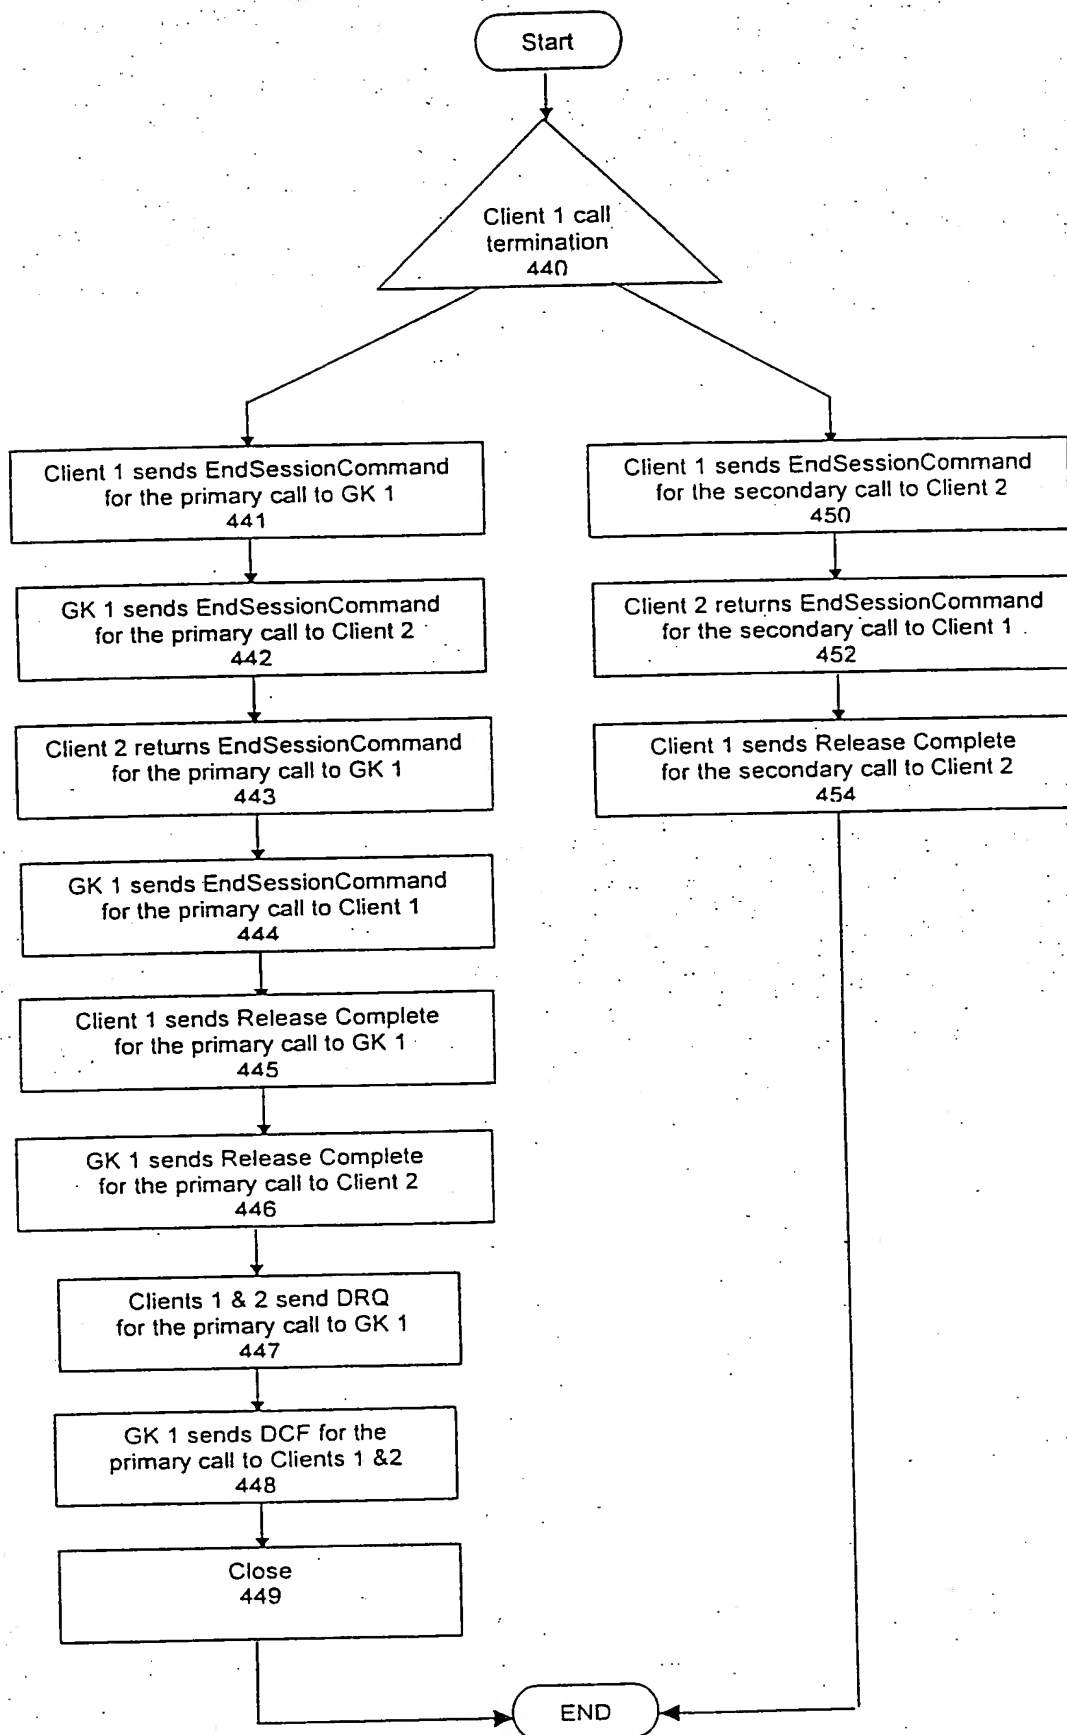 Start
Client 1 call
termination
440
Client 1 sends EndSessionCommand
for the primary call to GK 1
441
GK 1 sends EndSessionCommand
for the primary call to Client 2
442
Client 2 returns EndSessionCommand
for the primary call to GK 1
443
GK 1 sends EndSessionCommand
for the primary call to Client 1
444
Client 1 sends Release Complete
for the primary call to GK 1
445
GK 1 sends Release Complete
for the primary call to Client 2
446
Clients 1 & 2 send DRQ
for the primary call to GK 1
447
GK 1 sends DCF for the
primary call to Clients 1 &2
448
Close
449
Client 1 sends EndSessionCommand
for the secondary call to Client 2
450
Client 2 returns EndSessionCommand
for the secondary call to Client 1
452
Client 1 sends Release Complete
for the secondary call to Client 2
454
END